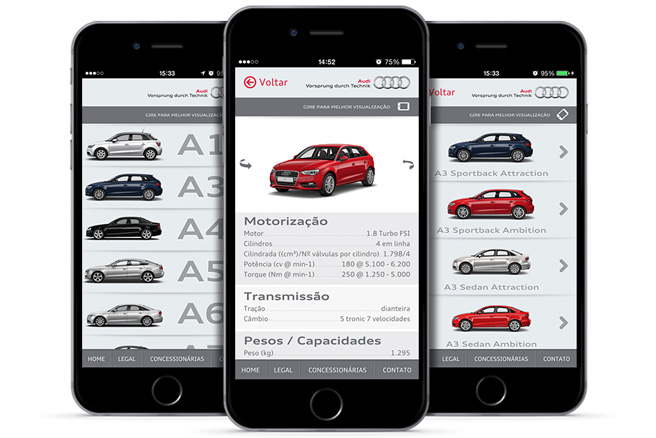 15:33
95%
Audi
Vorsprung durch Technik
GIRE PARA MELHOR VISUALIZAÇÃO
A1
A3
A4
A5
A6
HOME
LEGAL
CONCESSIONÁRIAS
14:52
75%
Voltar
Audi
Vorsprung durch Technik
GIRE PARA MELHOR VISUALIZAÇÃO
Motorização
Motor 1.8 Turbo FSI
Cilindros 4 em linha
Cilindrada ((cm³)/Nº válvulas por cilindro) 1.798/4
Potência (cv @ min-1) 180 @ 5.100 - 6.200
Torque (Nm @ min-1) 250 @ 1.250 - 5.000
Transmissão
Tração dianteira
Câmbio S tronic 7 velocidades
Pesos / Capacidades
Peso (kg) 1.295
HOME LEGAL CONCESSIONÁRIAS CONTATO
15:33
95%
Audi
Vorsprung durch Technik
GIRE PARA MELHOR VISUALIZAÇÃO
A3 Sportback Attraction
A3 Sportback Ambition
A3 Sedan Attraction
A3 Sedan Ambition
LEGAL
CONCESSIONÁRIAS
CONTATO